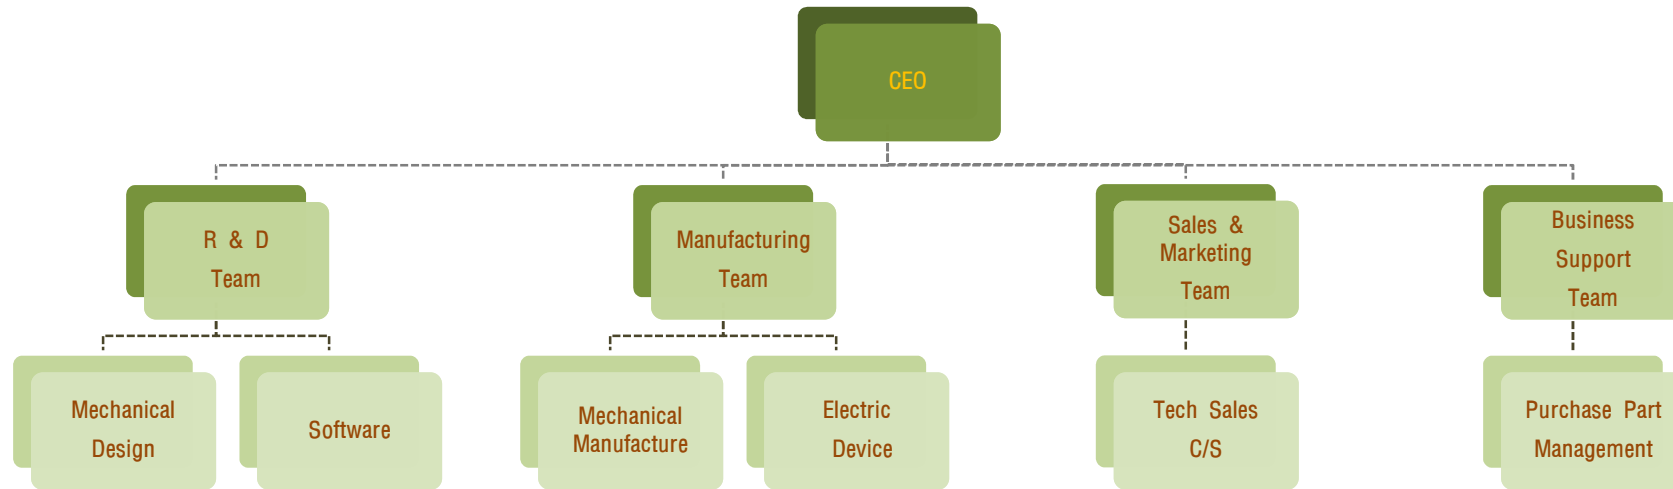 CEO
R & D
Team
Manufacturing
Team
Sales &
Marketing
Team
Business
Support
Team
Mechanical
Design
Software
Mechanical
Manufacture
Electric
Device
Tech Sales
C/S
Purchase Part
Management